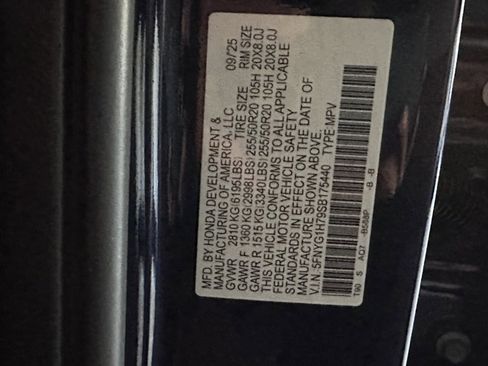 MFD. BY HONDA DEVELOPMENT &
MANUFACTURING OF AMERICA, LLC 09/25
GVWR 2810 KG(6195LBS) TIRE SIZE RIM SIZE
GAWR F 1360 KG(2998LBS)255/50R20 105H 20X8.0J
GAWR R 1515 KG(3340LBS)255/50R20 105H 20X8.0J
THIS VEHICLE CONFORMS TO ALL APPLICABLE
FEDERAL MOTOR VEHICLE SAFETY
STANDARDS IN EFFECT ON THE DATE OF
MANUFACTURE SHOWN ABOVE.
V.I.N. 5FNYG1H79SB175440 TYPE:MPV
T90 S AQ7 -B588P -B -B